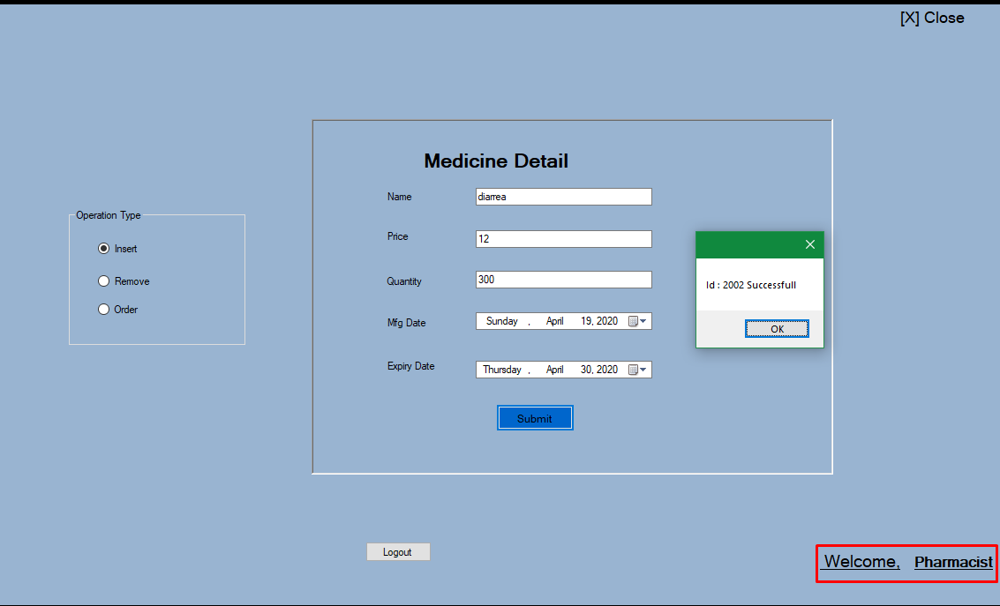 [X] Close
Medicine Detail
Name
diarrea
Operation Type
Insert
Price
12
Quantity
300
Id : 2002 Successfull
Remove
Order
Mfg Date
Sunday , April 19, 2020
OK
Expiry Date
Thursday , April 30, 2020
Submit
Logout
Welcome, Pharmacist